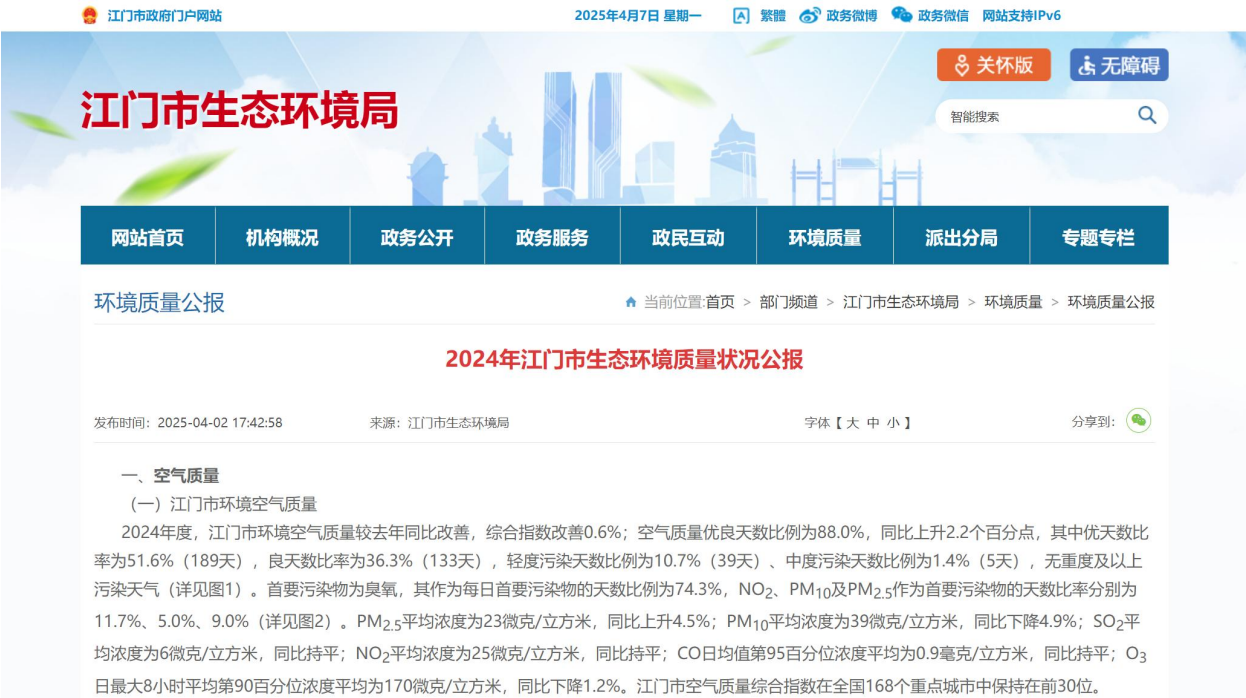 江门市政府门户网站 2025年4月7日 星期一 繁體 政务微博 政务微信 网站支持IPv6
关怀版 无障碍
江门市生态环境局
智能搜索
网站首页 机构概况 政务公开 政务服务 政民互动 环境质量 派出分局 专题专栏
环境质量公报 当前位置:首页 > 部门频道 > 江门市生态环境局 > 环境质量 > 环境质量公报
2024年江门市生态环境质量状况公报
发布时间：2025-04-02 17:42:58 来源：江门市生态环境局 字体【 大 中 小 】 分享到：
一、空气质量
（一）江门市环境空气质量
2024年度，江门市环境空气质量较去年同比改善，综合指数改善0.6%；空气质量优良天数比例为88.0%，同比上升2.2个百分点，其中优天数比
率为51.6%（189天），良天数比率为36.3%（133天），轻度污染天数比例为10.7%（39天）、中度污染天数比例为1.4%（5天），无重度及以上
污染天气（详见图1）。首要污染物为臭氧，其作为每日首要污染物的天数比例为74.3%，NO₂、PM₁₀及PM₂.₅作为首要污染物的天数比率分别为
11.7%、5.0%、9.0%（详见图2）。PM₂.₅平均浓度为23微克/立方米，同比上升4.5%；PM₁₀平均浓度为39微克/立方米，同比下降4.9%；SO₂平
均浓度为6微克/立方米，同比持平；NO₂平均浓度为25微克/立方米，同比持平；CO日均值第95百分位浓度平均为0.9毫克/立方米，同比持平；O₃
日最大8小时平均第90百分位浓度平均为170微克/立方米，同比下降1.2%。江门市空气质量综合指数在全国168个重点城市中保持在前30位。